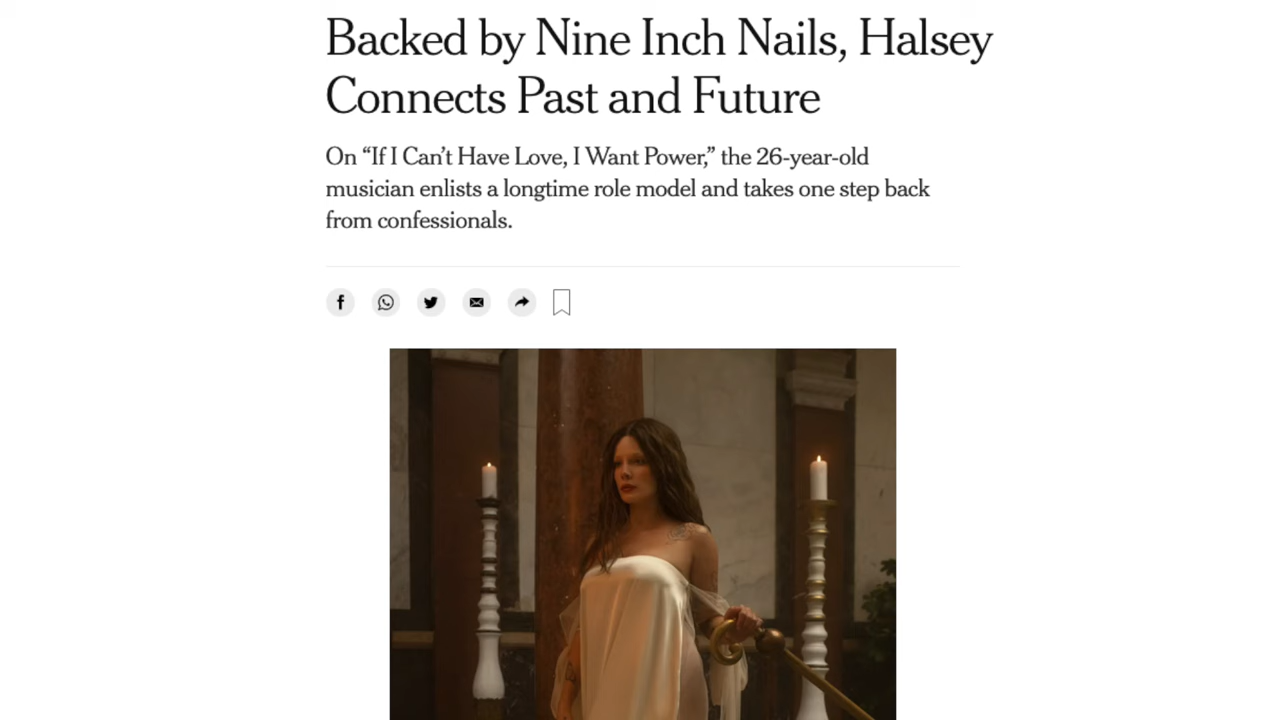 Backed by Nine Inch Nails, Halsey
Connects Past and Future
On “If I Can’t Have Love, I Want Power,” the 26-year-old
musician enlists a longtime role model and takes one step back
from confessionals.